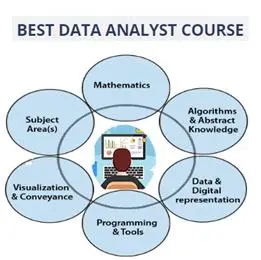 BEST DATA ANALYST COURSE
Mathematics
Algorithms
& Abstract
Knowledge
Data &
Digital
representation
Programming
& Tools
Visualization
& Conveyance
Subject
Area(s)